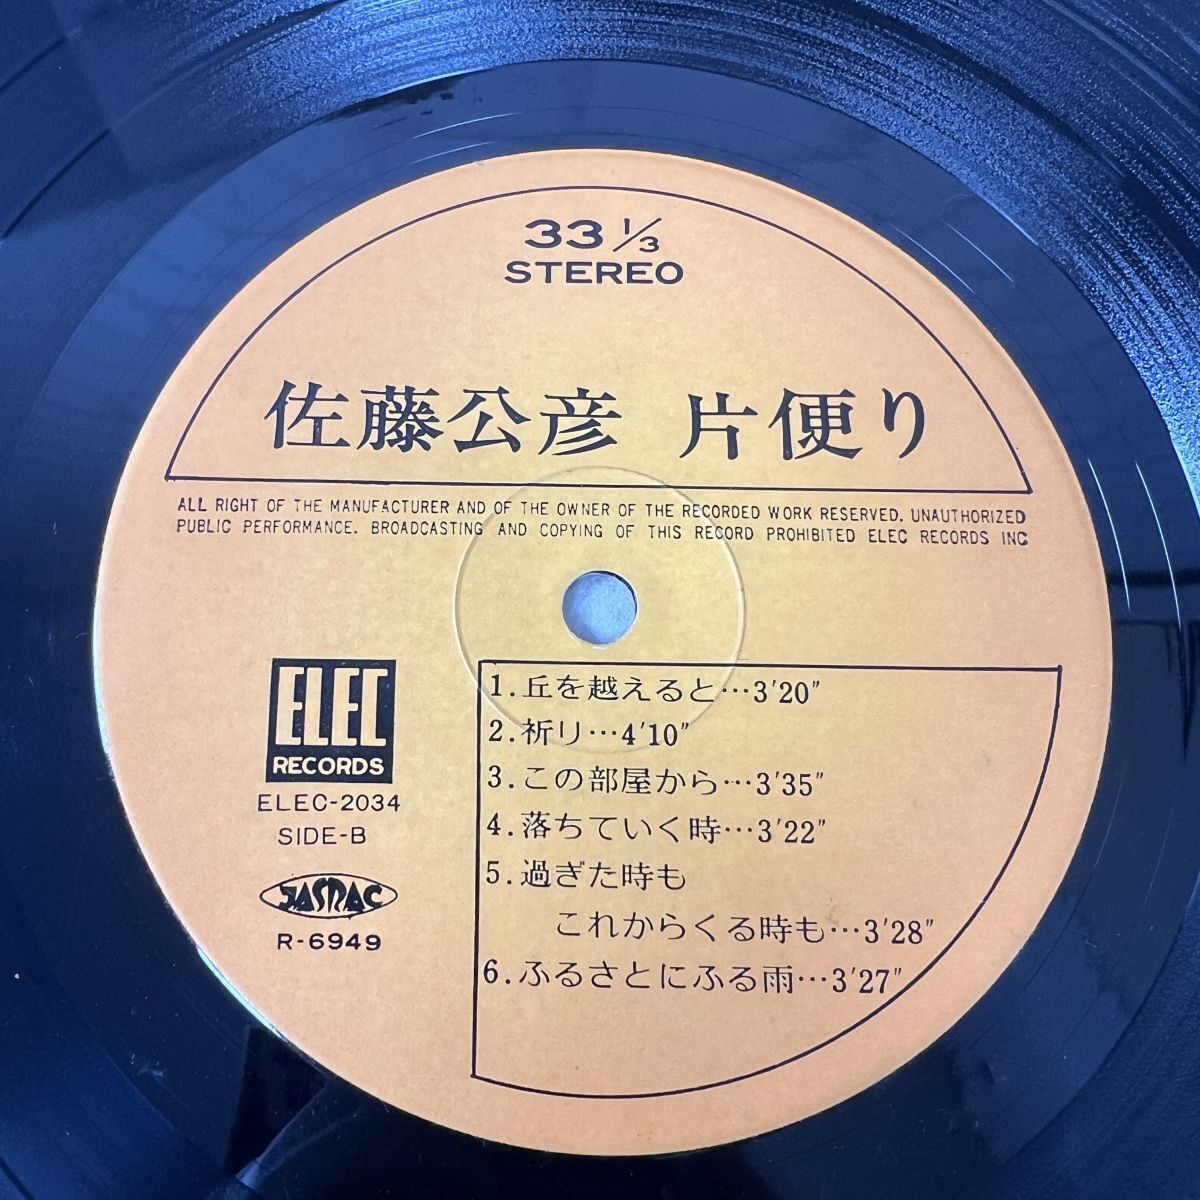 33 1/3
STEREO
佐藤公彦 片便り
ALL RIGHT OF THE MANUFACTURER AND OF THE OWNER OF THE RECORDED WORK RESERVED. UNAUTHORIZED
PUBLIC PERFORMANCE. BROADCASTING AND COPYING OF THIS RECORD PROHIBITED ELEC RECORDS INC
ELEC
RECORDS
ELEC-2034
SIDE-B
JASRAC
R-6949
1.丘を越えると…3′20″
2.祈り…4′10″
3.この部屋から…3′35″
4.落ちていく時…3′22″
5.過ぎた時も
これからくる時も…3′28″
6.ふるさとにふる雨…3′27″